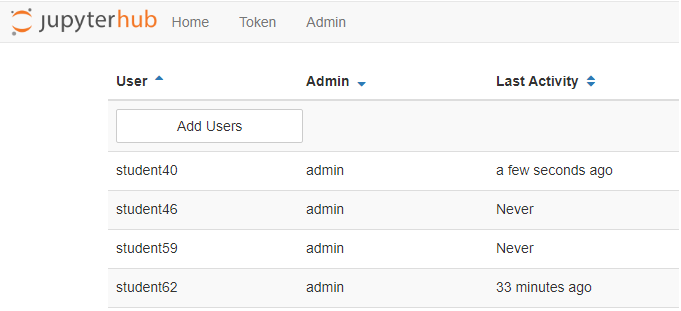 jupyterhub Home Token Admin
User Admin Last Activity
Add Users
student40 admin a few seconds ago
student46 admin Never
student59 admin Never
student62 admin 33 minutes ago